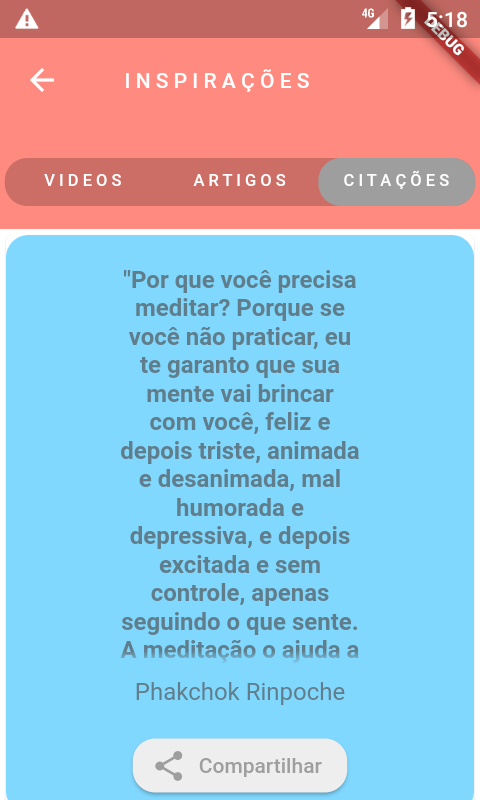 4G
5:18
DEBUG
INSPIRAÇÕES
VIDEOS ARTIGOS CITAÇÕES
"Por que você precisa
meditar? Porque se
você não praticar, eu
te garanto que sua
mente vai brincar
com você, feliz e
depois triste, animada
e desanimada, mal
humorada e
depressiva, e depois
excitada e sem
controle, apenas
seguindo o que sente.
A meditação o ajuda a
Phakchok Rinpoche
Compartilhar